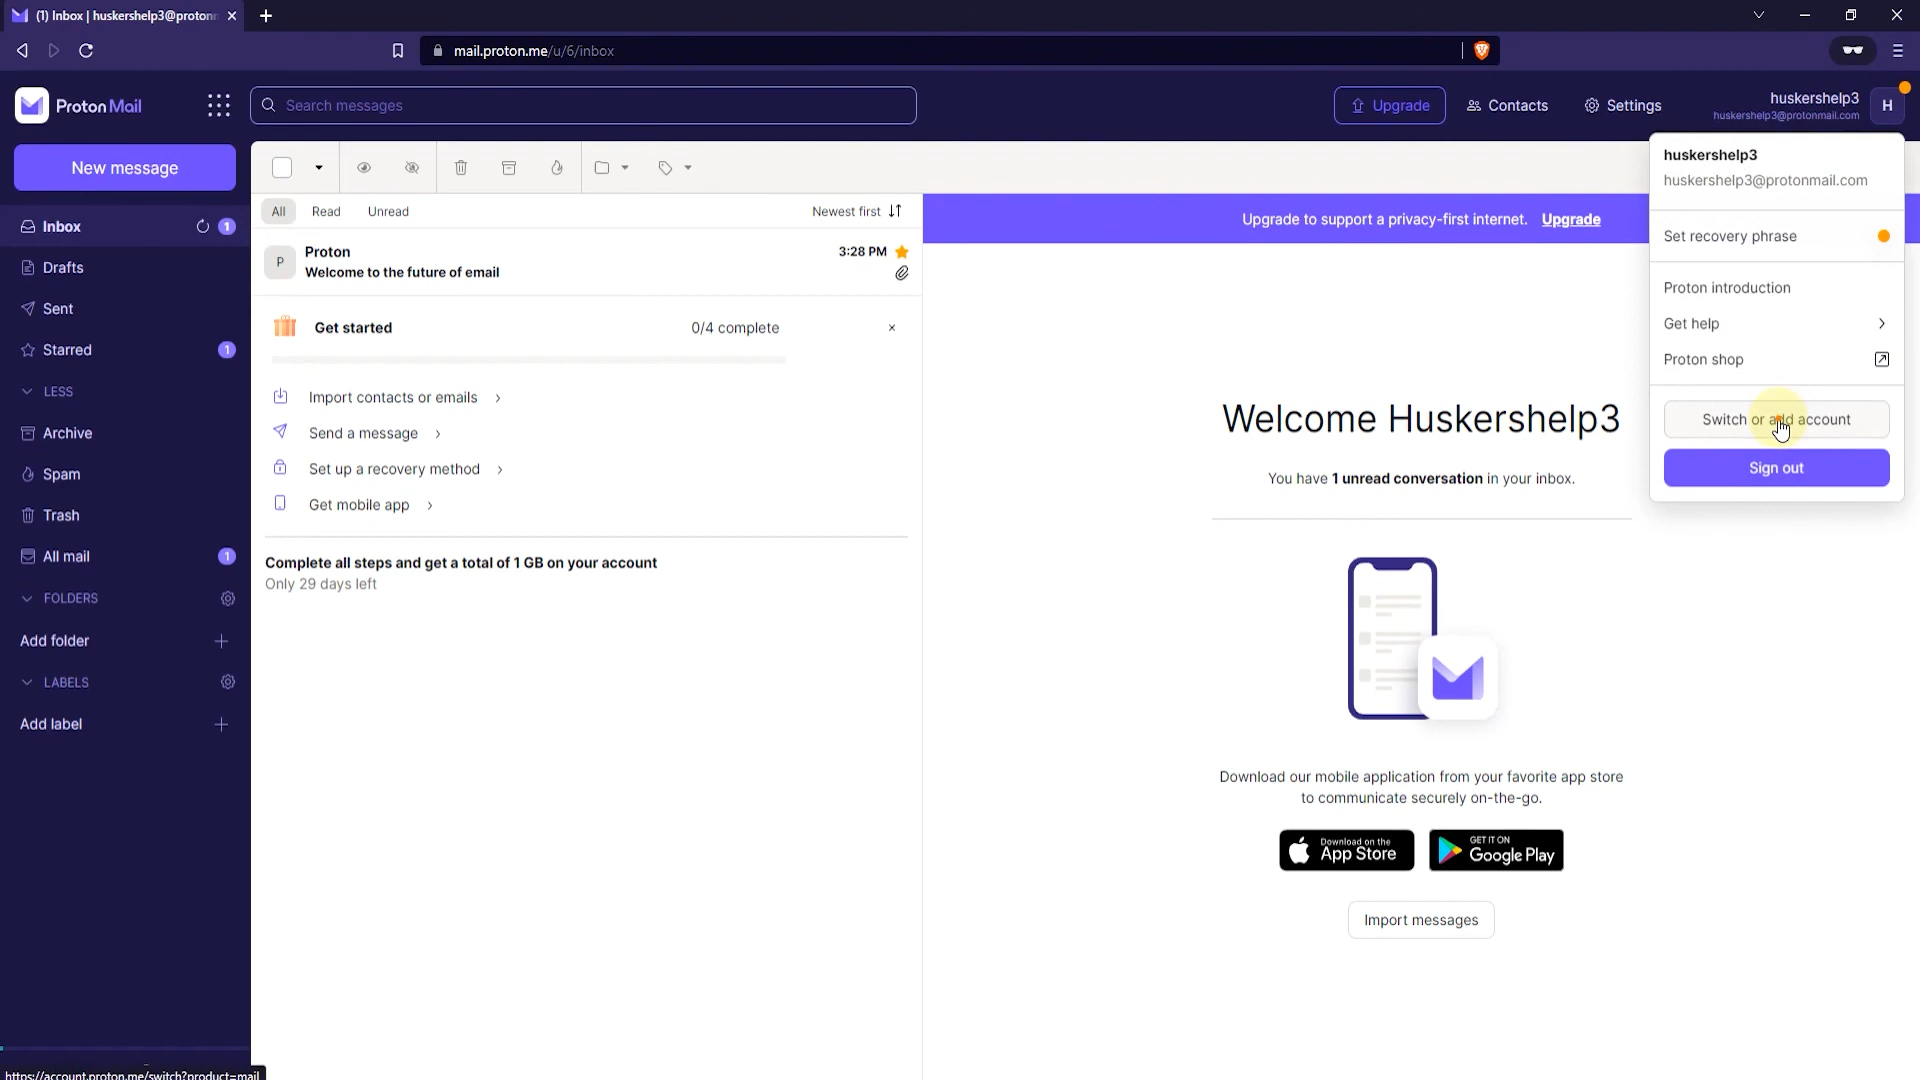 (1) Inbox | huskershelp3@proton
mail.proton.me/u/6/inbox
Proton Mail
Search messages
Upgrade
Contacts
Settings
huskershelp3
huskershelp3@protonmail.com
H
New message
Inbox 1
Drafts
Sent
Starred 1
LESS
Archive
Spam
Trash
All mail 1
FOLDERS
Add folder
LABELS
Add label
https://account.proton.me/switch?product=mail
All Read Unread
Newest first
P
Proton 3:28 PM
Welcome to the future of email
Get started 0/4 complete
Import contacts or emails
Send a message
Set up a recovery method
Get mobile app
Complete all steps and get a total of 1 GB on your account
Only 29 days left
Upgrade to support a privacy-first internet. Upgrade
Welcome Huskershelp3
You have 1 unread conversation in your inbox.
Download our mobile application from your favorite app store
to communicate securely on-the-go.
Download on the
App Store
GET IT ON
Google Play
Import messages
huskershelp3
huskershelp3@protonmail.com
Set recovery phrase
Proton introduction
Get help
Proton shop
Switch or add account
Sign out